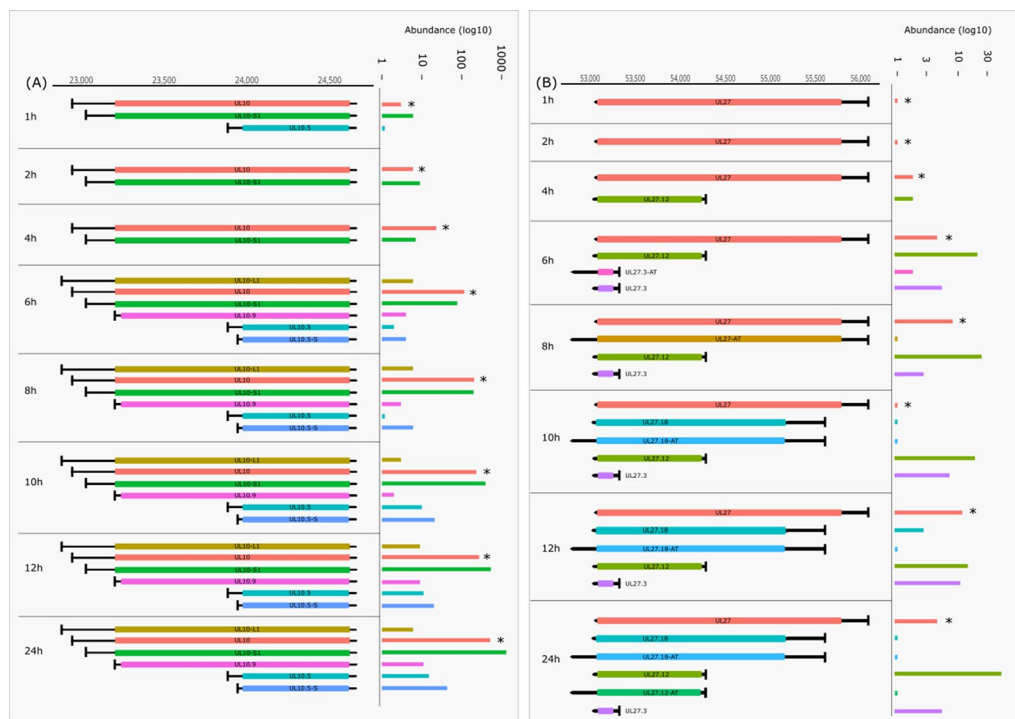 Abundance (log10)
1 10 100 1000
(A)
23,000 23,500 24,000 24,500
1h
UL10 *
UL10-S1
UL10.5
2h
UL10 *
UL10-S1
4h
UL10 *
UL10-S1
6h
UL10-L1
UL10 *
UL10-S1
UL10.9
UL10.5
UL10.5-S
8h
UL10-L1
UL10 *
UL10-S1
UL10.9
UL10.5
UL10.5-S
10h
UL10-L1
UL10 *
UL10-S1
UL10.9
UL10.5
UL10.5-S
12h
UL10-L1
UL10 *
UL10-S1
UL10.9
UL10.5
UL10.5-S
24h
UL10-L1
UL10 *
UL10-S1
UL10.9
UL10.5
UL10.5-S
Abundance (log10)
1 3 10 30
(B)
53,000 53,500 54,000 55,000 55,500 56,000
1h
UL27 *
2h
UL27 *
4h
UL27 *
UL27.12
6h
UL27 *
UL27.12
UL27.3-AT
UL27.3
8h
UL27 *
UL27-AT
UL27.12
UL27.3
10h
UL27 *
UL27.18
UL27.18-AT
UL27.12
UL27.3
12h
UL27 *
UL27.18
UL27.18-AT
UL27.12
UL27.3
24h
UL27 *
UL27.18
UL27.18-AT
UL27.12
UL27.12-AT
UL27.3